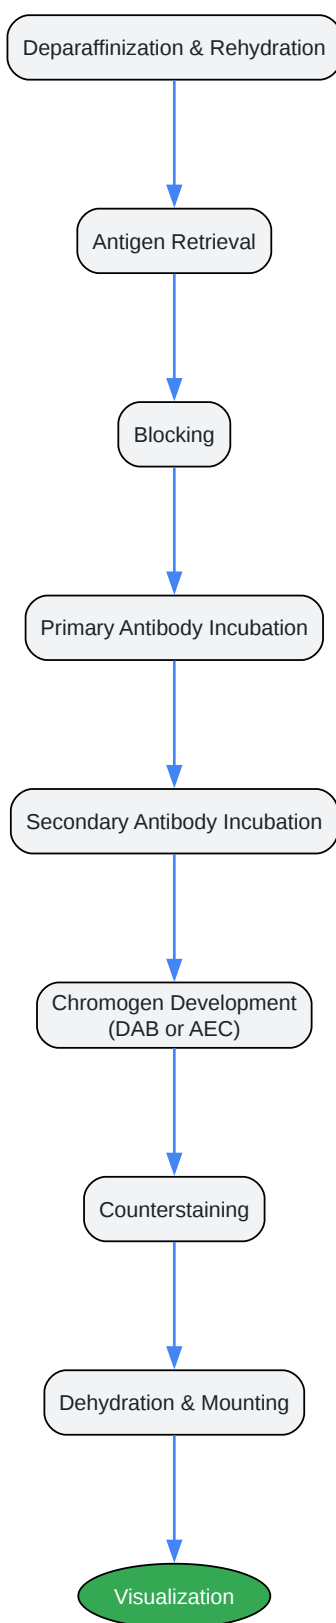 Deparaffinization & Rehydration
Antigen Retrieval
Blocking
Primary Antibody Incubation
Secondary Antibody Incubation
Chromogen Development
(DAB or AEC)
Counterstaining
Dehydration & Mounting
Visualization